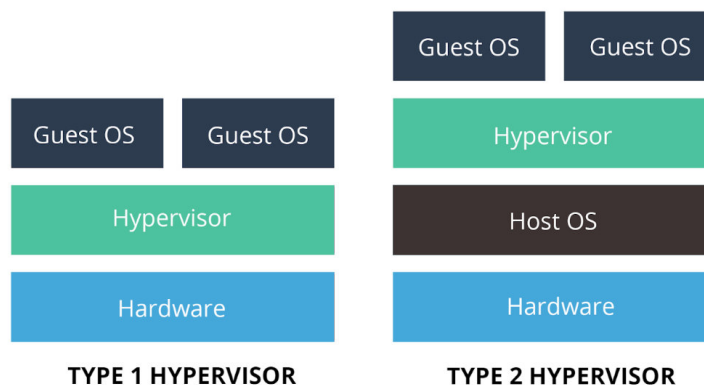 Guest OS
Guest OS
Hypervisor
Hardware
TYPE 1 HYPERVISOR
Guest OS
Guest OS
Hypervisor
Host OS
Hardware
TYPE 2 HYPERVISOR